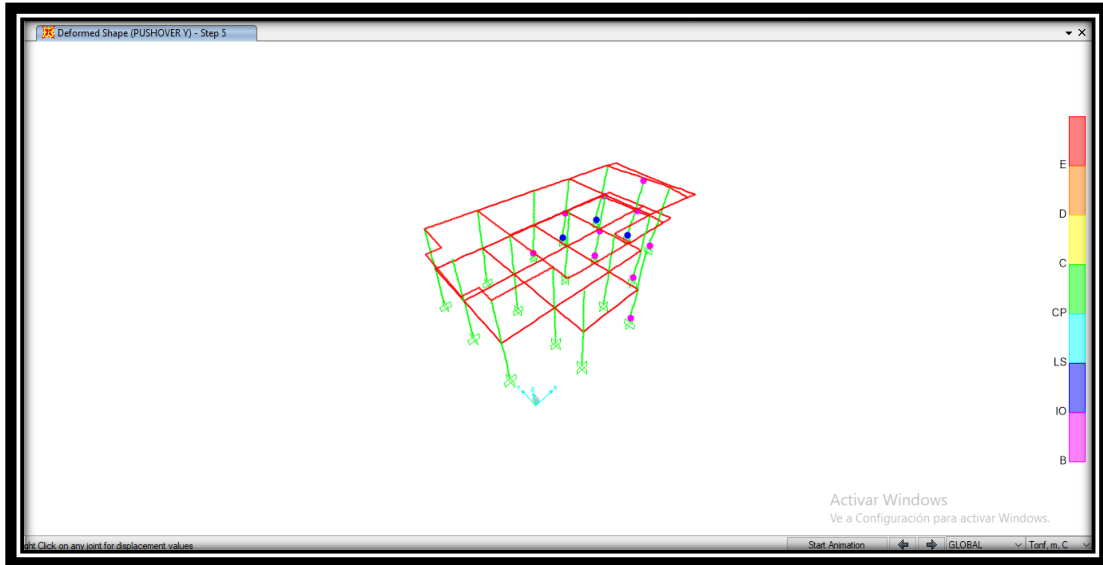 Deformed Shape (PUSHOVER Y) - Step 5
E
D
C
CP
LS
IO
B
Activar Windows
Ve a Configuración para activar Windows.
ght Click on any joint for displacement values
Start Animation
GLOBAL
Tonf, m, C